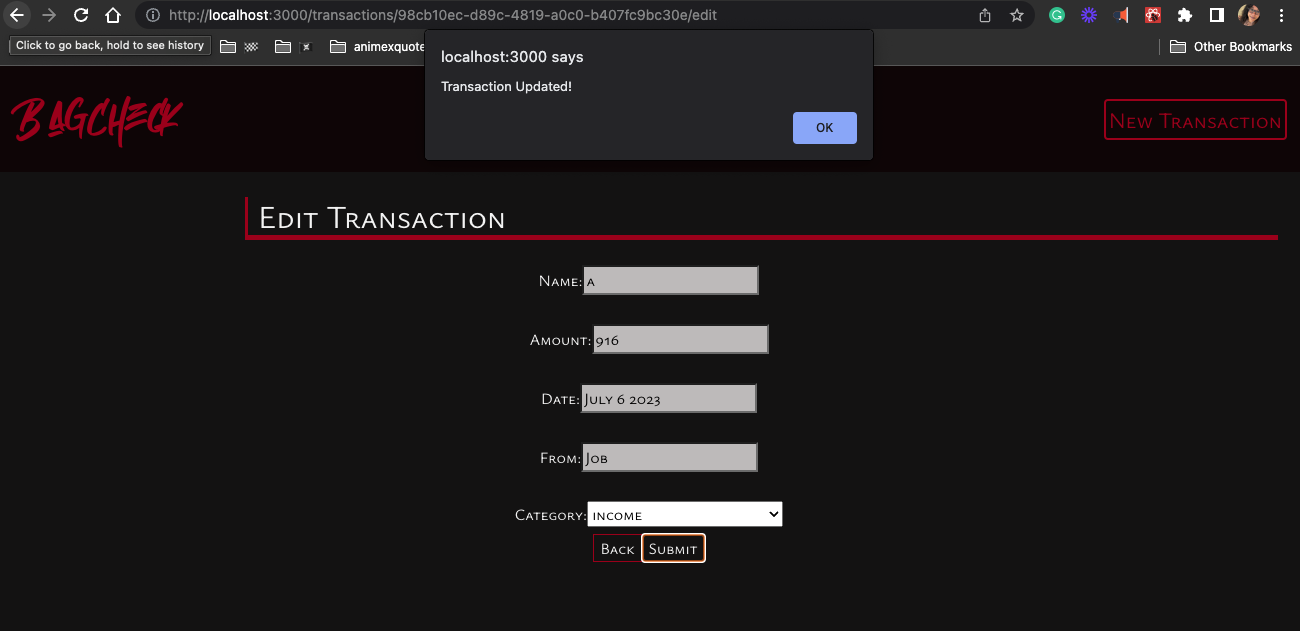 http://localhost:3000/transactions/98cb10ec-d89c-4819-a0c0-b407fc9bc30e/edit
Click to go back, hold to see history
animexquote
Other Bookmarks
localhost:3000 says
Transaction Updated!
OK
BAGCHECK
New Transaction
Edit Transaction
Name: a
Amount: 916
Date: July 6 2023
From: Job
Category: income
Back Submit